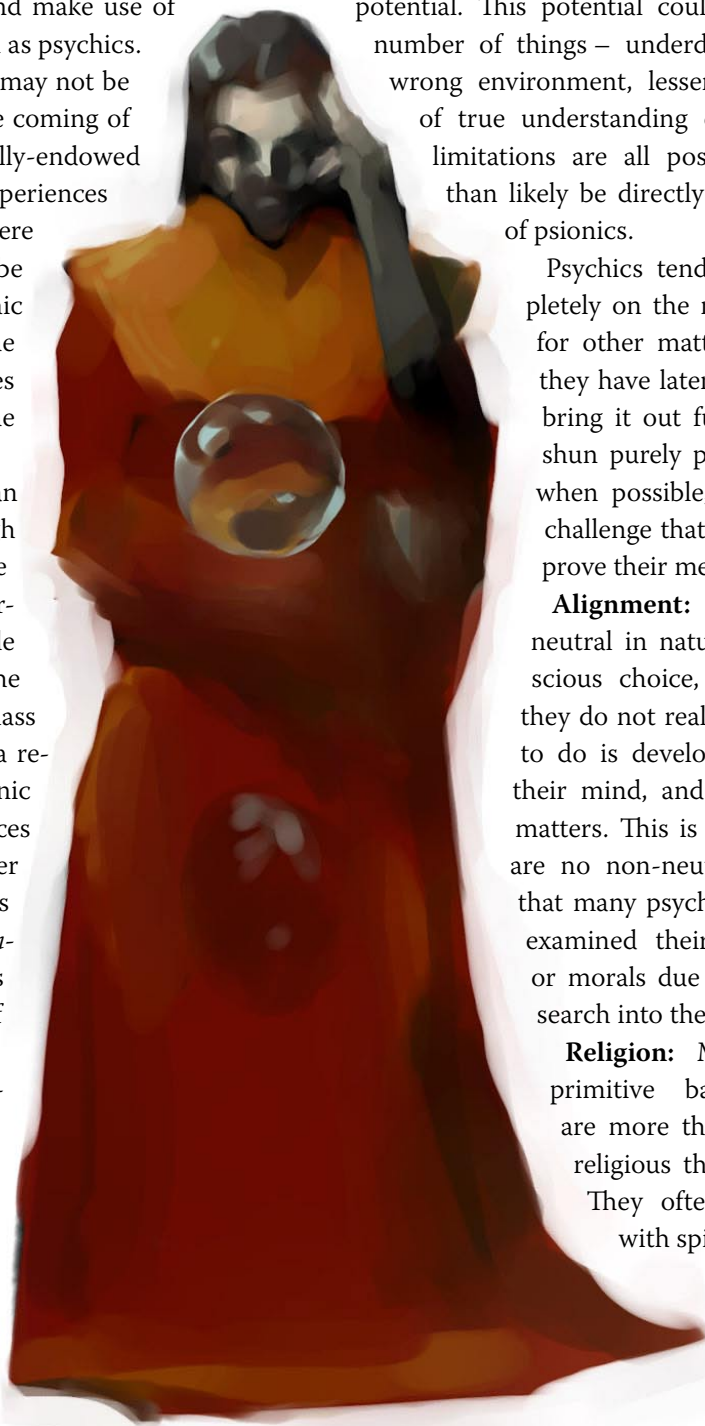 nd make use of
as psychics.
may not be
e coming of
lly-endowed
periences
ere
be
nic
e
es
ne
an
h
e
r-
le
ne
lass
a re-
nic
ces
er
s
a-
s
f
-
potential. This potential coul
number of things – underd
wrong environment, lesser
of true understanding
limitations are all pos
than likely be directly
of psionics.
Psychics tend
pletely on the
for other matt
they have later
bring it out fu
shun purely p
when possible,
challenge that
prove their me
Alignment:
neutral in natu
scious choice,
they do not real
to do is develo
their mind, and
matters. This is
are no non-neu
that many psych
examined their
or morals due
search into the
Religion: M
primitive ba
are more th
religious th
They ofte
with spi